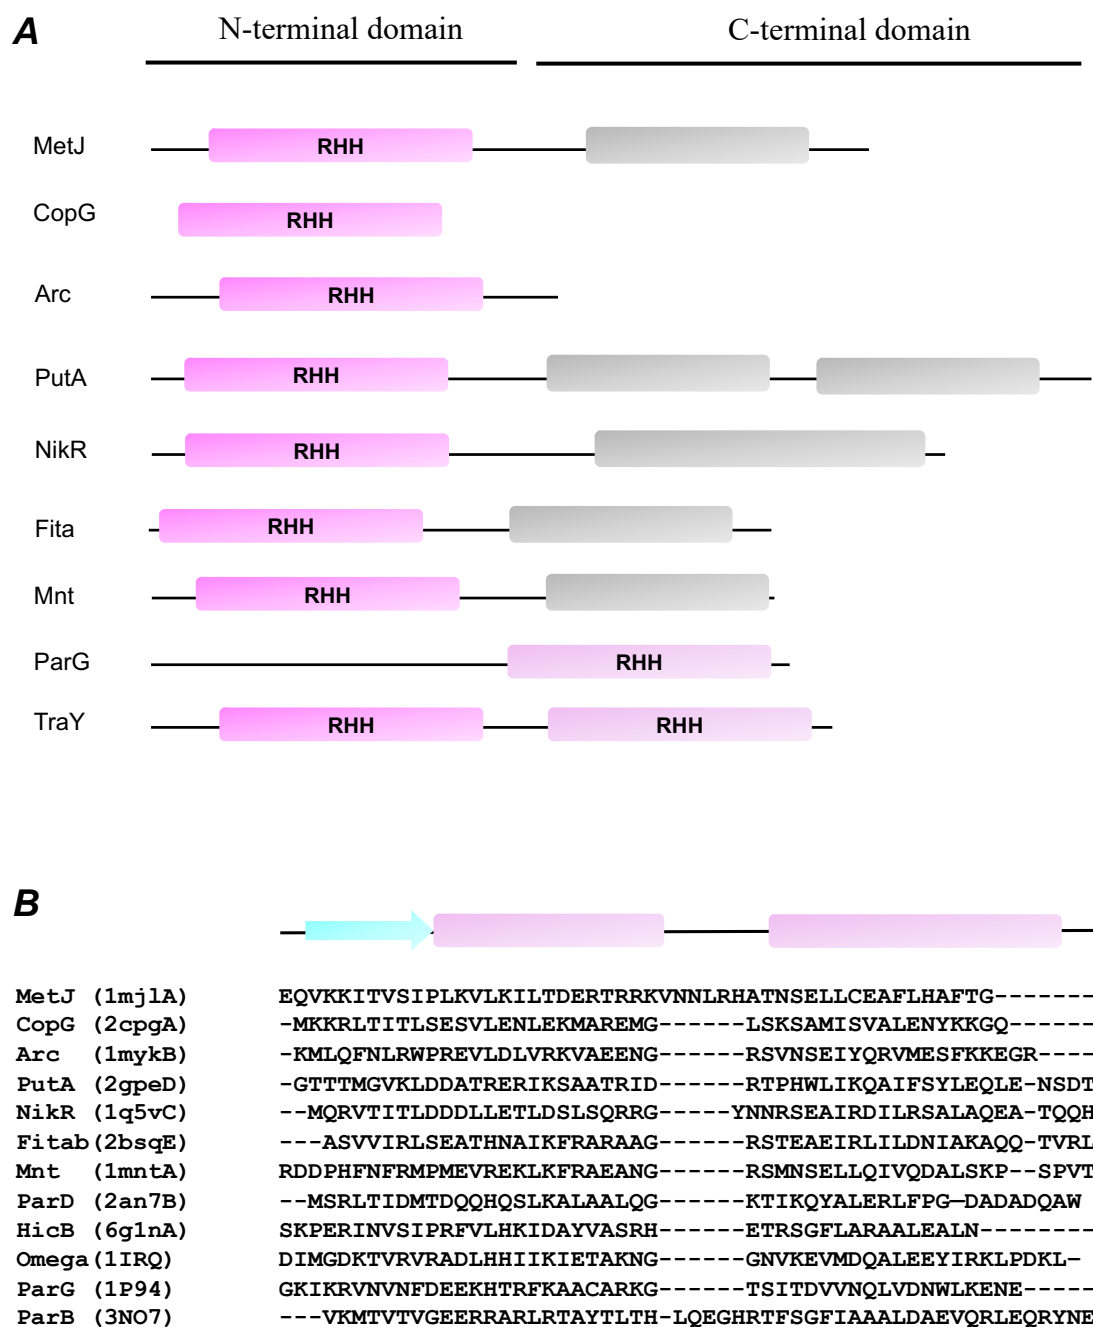 A
N-terminal domain C-terminal domain
MetJ RHH
CopG RHH
Arc RHH
PutA RHH
NikR RHH
Fita RHH
Mnt RHH
ParG RHH
TraY RHH RHH
B
MetJ (1mjlA) EQVKKITVSIPLKVLKILTDERTRRKVNNLRHATNSELLCEAFLHAFTG-------
CopG (2cpgA) -MKKRLTITLSESVLENLEKMAREMG------LSKSAMISVALENYKKGQ------
Arc (1mykB) -KMLQFNLRWPREVLDLVRKVAEENG------RSVNSEIYQRVMESFKKEGR----
PutA (2gpeD) -GTTTMGVKLDDATRERIKSAATRID------RTPHWLIKQAIFSYLEQLE-NSDT
NikR (1q5vC) --MQRVTITLDDDLLETLDSLSQRRG-----YNNRSEAIRDILRSALAQEA-TQQH
Fitab(2bsqE) ---ASVVIRLSEATHNAIKFRARAAG------RSTEAEIRLILDNIAKAQQ-TVRL
Mnt (1mntA) RDDPHFNFRMPMEVREKLKFRAEANG------RSMNSELLQIVQDALSKP--SPVT
ParD (2an7B) --MSRLTIDMTDQQHQSLKALAALQG------KTIKQYALERLFPG—DADADQAW
HicB (6g1nA) SKPERINVSIPRFVLHKIDAYVASRH------ETRSGFLARAALEALN--------
Omega(1IRQ) DIMGDKTVRVRADLHHIIKIETAKNG------GNVKEVMDQALEEYIRKLPDKL-
ParG (1P94) GKIKRVNVNFDEEKHTRFKAACARKG------TSITDVVNQLVDNWLKENE-----
ParB (3NO7) ---VKMTVTVGEERRARLRTAYTLTH-LQEGHRTFSGFIAAALDAEVQRLEQRYNE